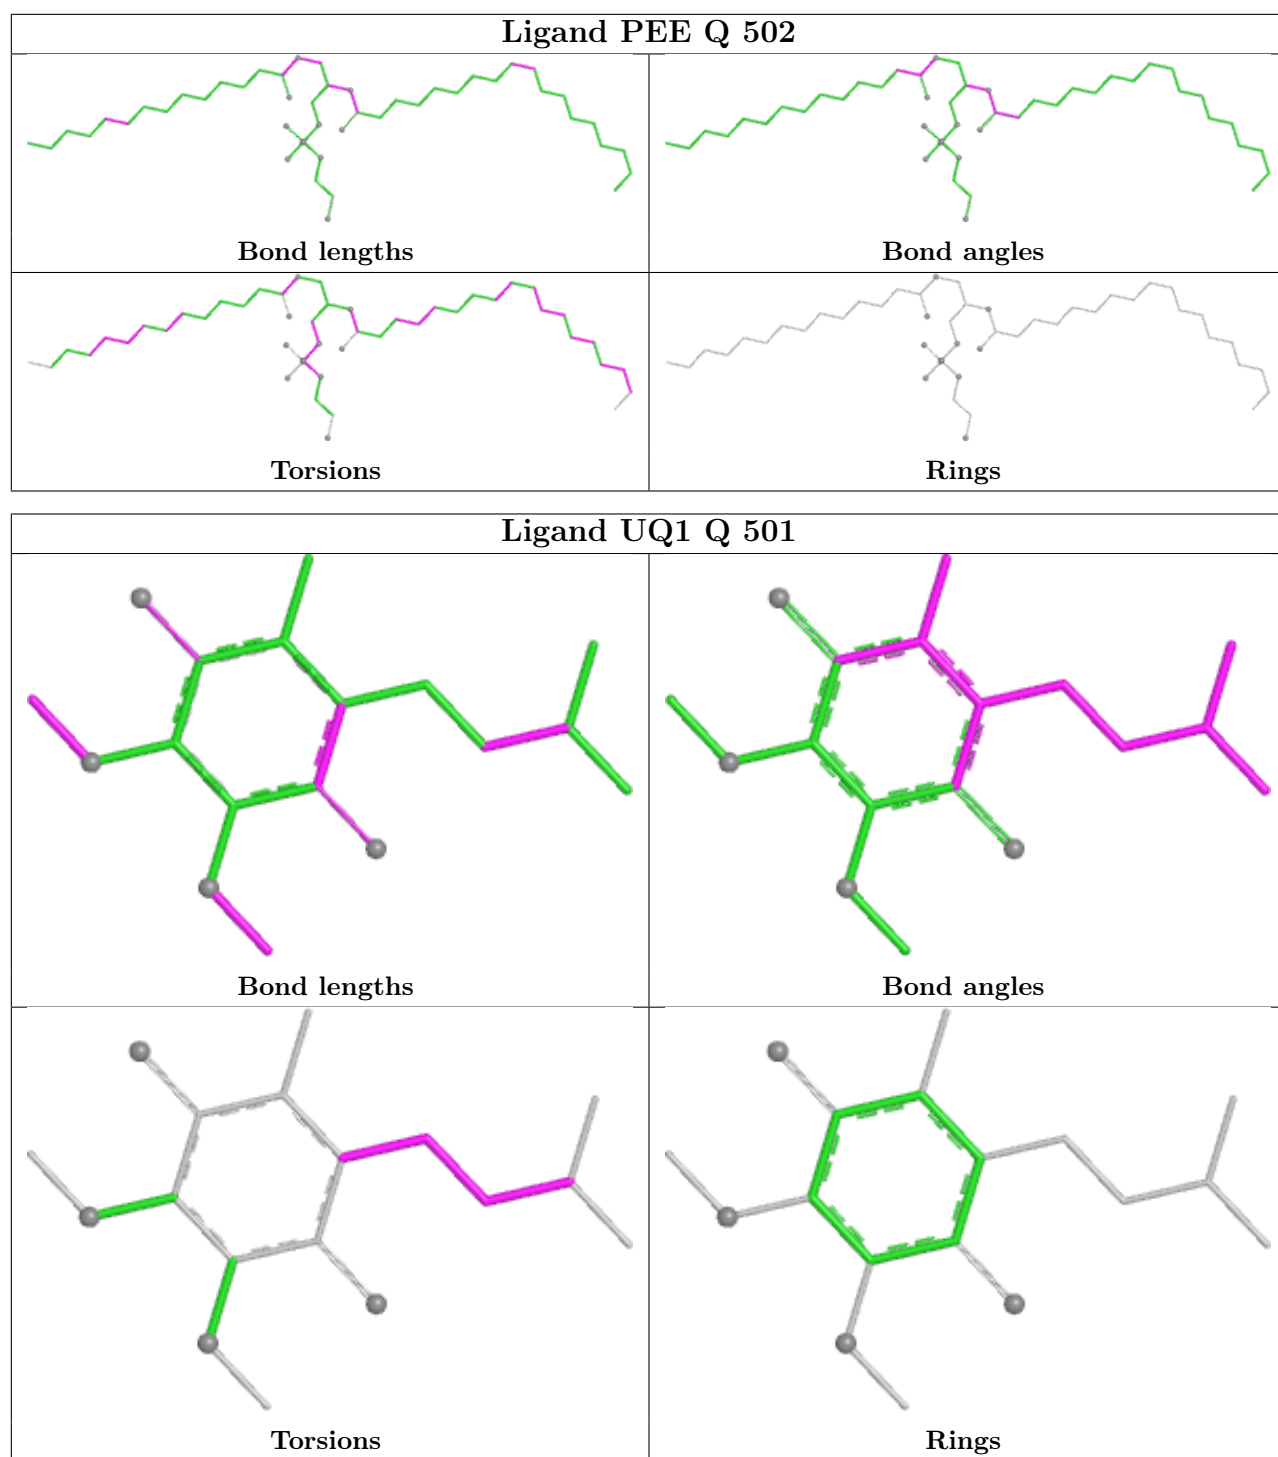 Ligand PEE Q 502
Bond lengths
Bond angles
Torsions
Rings
Ligand UQ1 Q 501
Bond lengths
Bond angles
Torsions
Rings